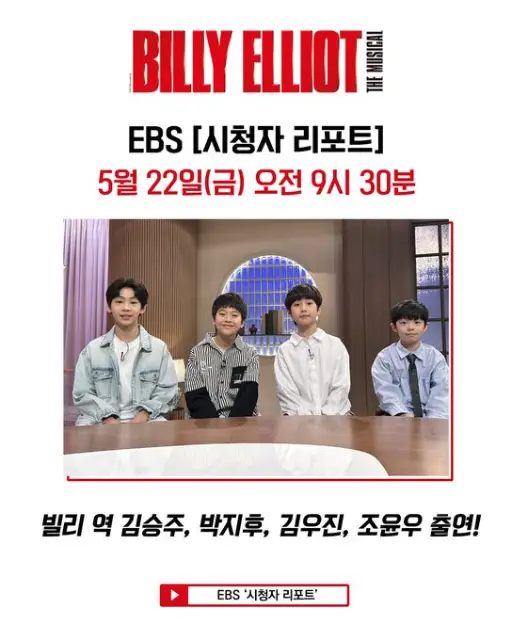 BILLY ELLIOT
THE MUSICAL
EBS [시청자 리포트]
5월 22일(금) 오전 9시 30분
빌리 역 김승주, 박지후, 김우진, 조윤우 출연!
EBS ‘시청자 리포트’